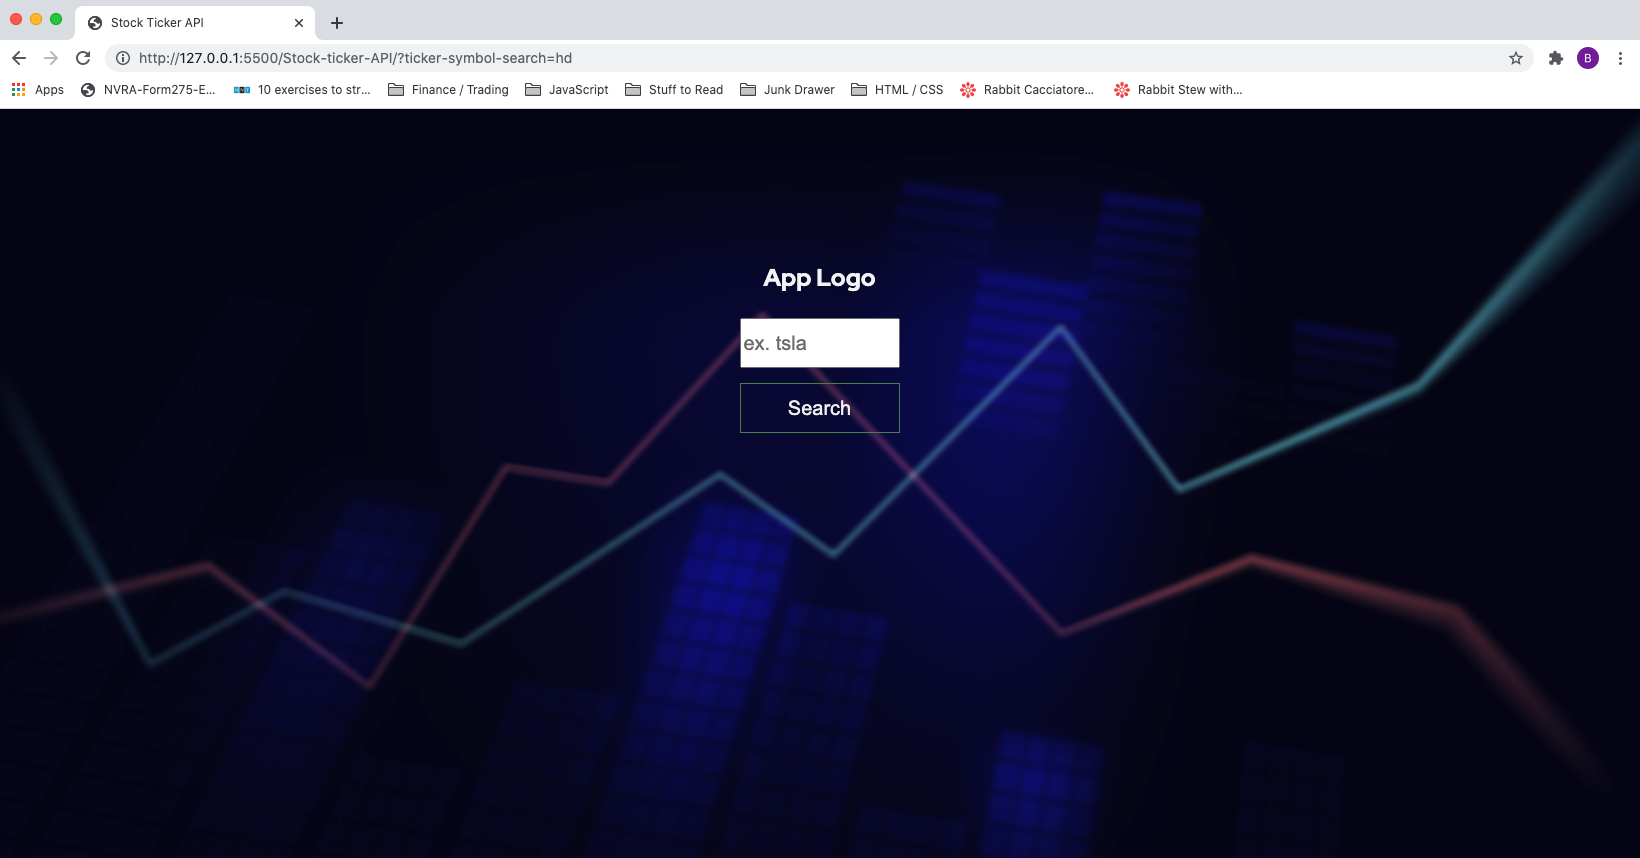 Stock Ticker API
http://127.0.0.1:5500/Stock-ticker-API/?ticker-symbol-search=hd
B
Apps NVRA-Form275-E... 10 exercises to str... Finance / Trading JavaScript Stuff to Read Junk Drawer HTML / CSS Rabbit Cacciatore... Rabbit Stew with...
App Logo
ex. tsla
Search